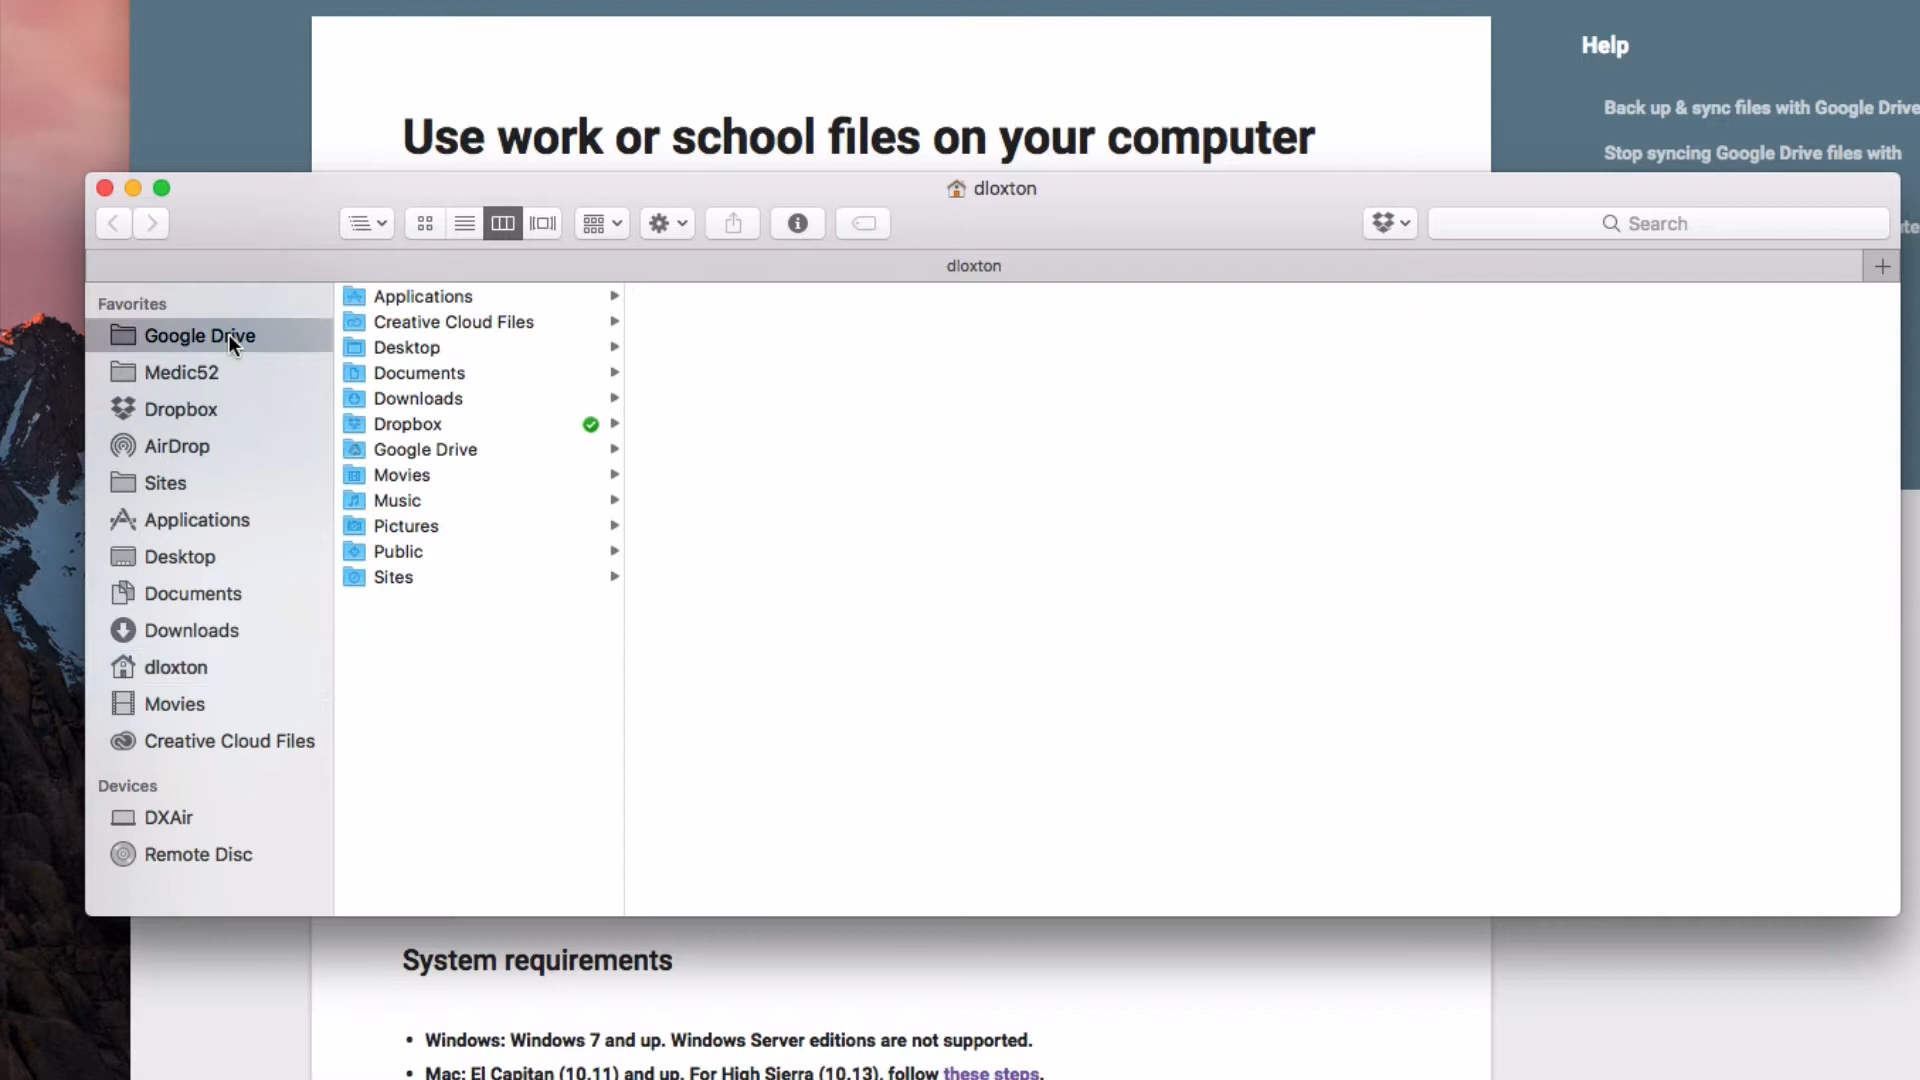 Help
Back up & sync files with Google Drive
Use work or school files on your computer
Stop syncing Google Drive files with
dloxton
Search
dloxton
Favorites
Google Drive
Medic52
Dropbox
AirDrop
Sites
Applications
Desktop
Documents
Downloads
dloxton
Movies
Creative Cloud Files
Devices
DXAir
Remote Disc
Applications
Creative Cloud Files
Desktop
Documents
Downloads
Dropbox
Google Drive
Movies
Music
Pictures
Public
Sites
System requirements
• Windows: Windows 7 and up. Windows Server editions are not supported.
• Mac: El Capitan (10.11) and up. For High Sierra (10.13), follow these steps.